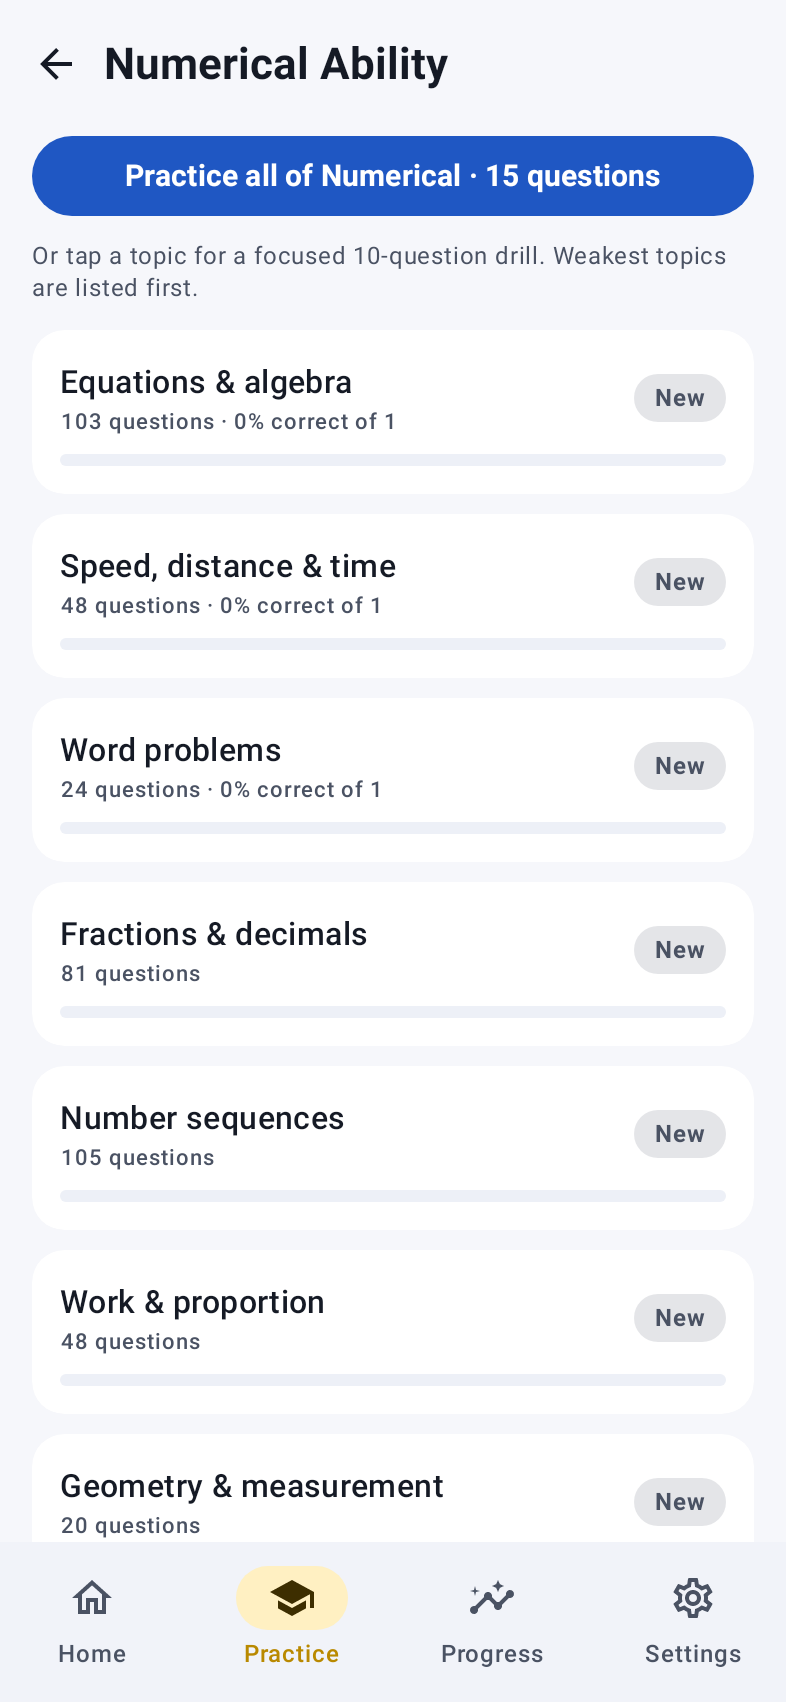 Numerical Ability
Practice all of Numerical · 15 questions
Or tap a topic for a focused 10-question drill. Weakest topics
are listed first.
Equations & algebra
New
103 questions · 0% correct of 1
Speed, distance & time
New
48 questions · 0% correct of 1
Word problems
New
24 questions · 0% correct of 1
Fractions & decimals
New
81 questions
Number sequences
New
105 questions
Work & proportion
New
48 questions
Geometry & measurement
New
20 questions
Home
Practice
Progress
Settings